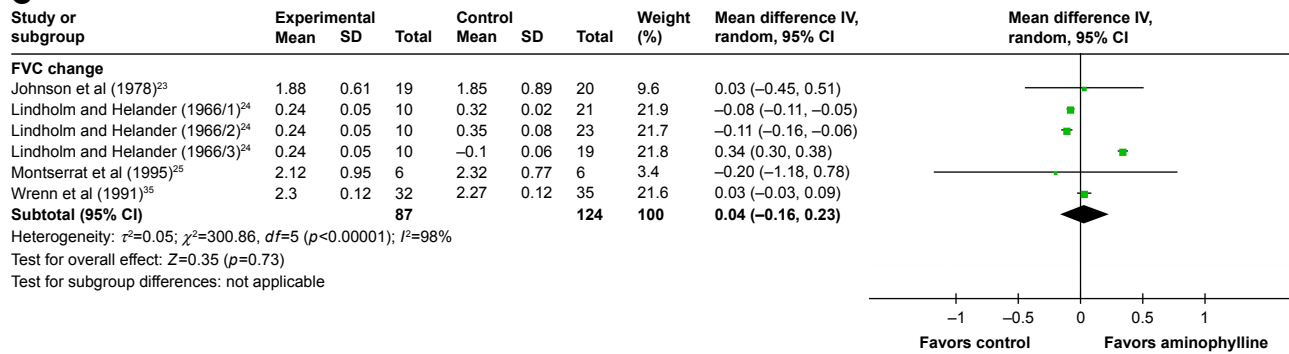 Study or subgroup Experimental Control Weight (%) Mean difference IV, random, 95% CI Mean difference IV, random, 95% CI
Mean SD Total Mean SD Total
FVC change
Johnson et al (1978)²³ 1.88 0.61 19 1.85 0.89 20 9.6 0.03 (–0.45, 0.51)
Lindholm and Helander (1966/1)²⁴ 0.24 0.05 10 0.32 0.02 21 21.9 –0.08 (–0.11, –0.05)
Lindholm and Helander (1966/2)²⁴ 0.24 0.05 10 0.35 0.08 23 21.7 –0.11 (–0.16, –0.06)
Lindholm and Helander (1966/3)²⁴ 0.24 0.05 10 –0.1 0.06 19 21.8 0.34 (0.30, 0.38)
Montserrat et al (1995)²⁵ 2.12 0.95 6 2.32 0.77 6 3.4 –0.20 (–1.18, 0.78)
Wrenn et al (1991)³⁵ 2.3 0.12 32 2.27 0.12 35 21.6 0.03 (–0.03, 0.09)
Subtotal (95% CI) 87 124 100 0.04 (–0.16, 0.23)
Heterogeneity: τ²=0.05; χ²=300.86, df=5 (p<0.00001); I²=98%
Test for overall effect: Z=0.35 (p=0.73)
Test for subgroup differences: not applicable
–1 –0.5 0 0.5 1
Favors control Favors aminophylline